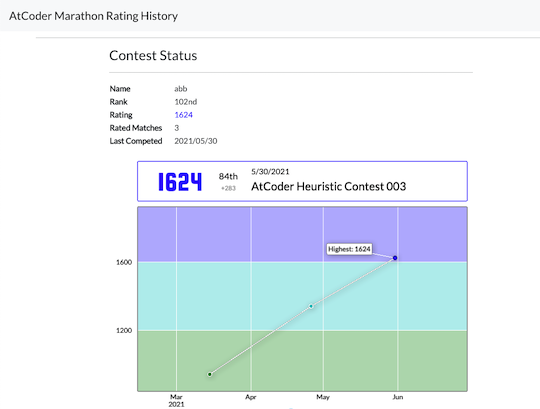 AtCoder Marathon Rating History
Contest Status
Name abb
Rank 102nd
Rating 1624
Rated Matches 3
Last Competed 2021/05/30
1624 84th +283 5/30/2021
AtCoder Heuristic Contest 003
Highest: 1624
1600
1200
Mar Apr May Jun
2021